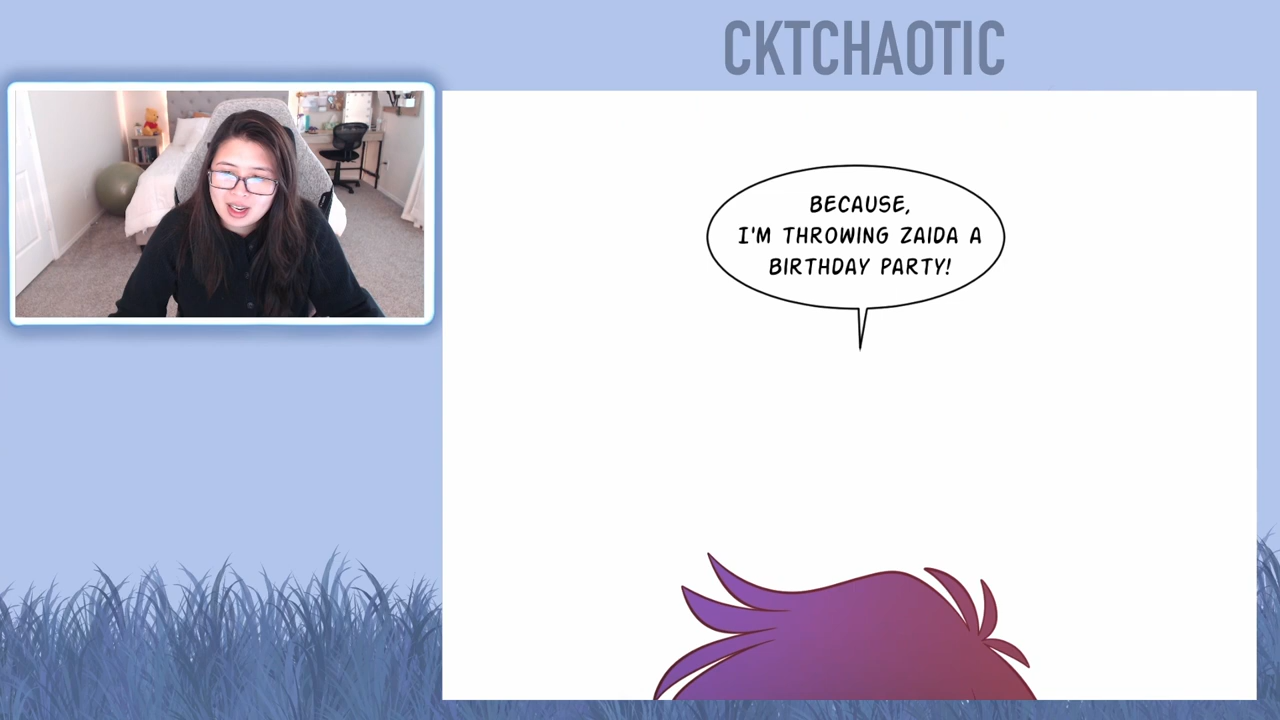 CKTCHAOTIC
BECAUSE,
I'M THROWING ZAIDA A
BIRTHDAY PARTY!